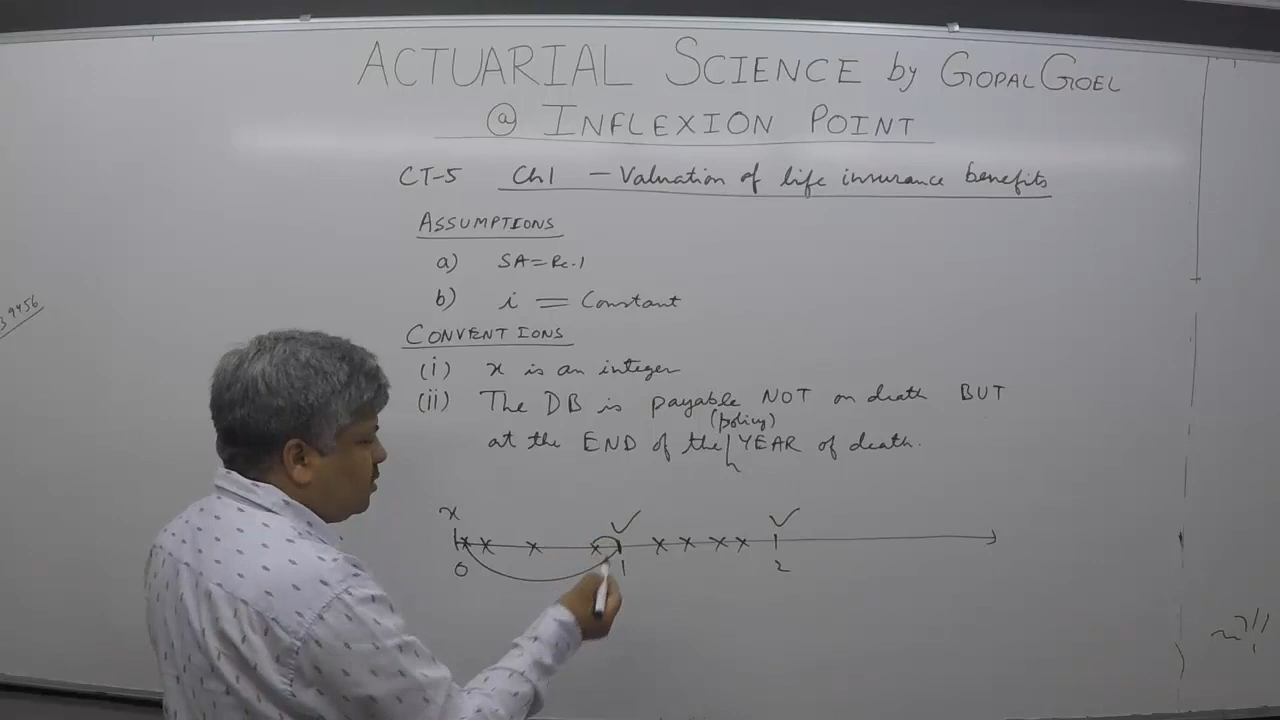 ACTUARIAL SCIENCE by GOPAL GOEL
@ INFLEXION POINT
CT-5 Ch1 - Valuation of life insurance benefits
ASSUMPTIONS
a) SA = Re.1
b) i = Constant
CONVENTIONS
(i) x is an integer
(ii) The DB is payable NOT on death BUT
(policy)
at the END of the YEAR of death.
x
0 1 2
9456